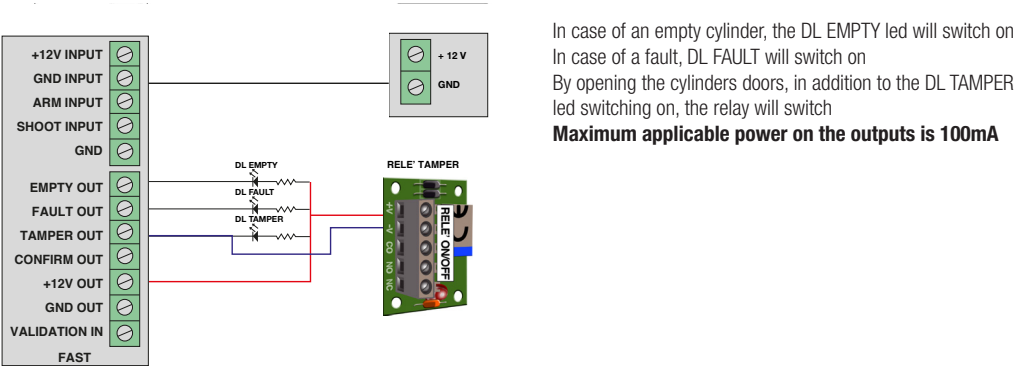 In case of an empty cylinder, the DL EMPTY led will switch on
In case of a fault, DL FAULT will switch on
By opening the cylinders doors, in addition to the DL TAMPER
led switching on, the relay will switch
Maximum applicable power on the outputs is 100mA
+12V INPUT
GND INPUT
ARM INPUT
SHOOT INPUT
GND
EMPTY OUT
FAULT OUT
TAMPER OUT
CONFIRM OUT
+12V OUT
GND OUT
VALIDATION IN
FAST
+ 12 V
GND
DL EMPTY
DL FAULT
DL TAMPER
RELE' TAMPER
+V
-V
CO
NO
NC
RELE' ON/OFF